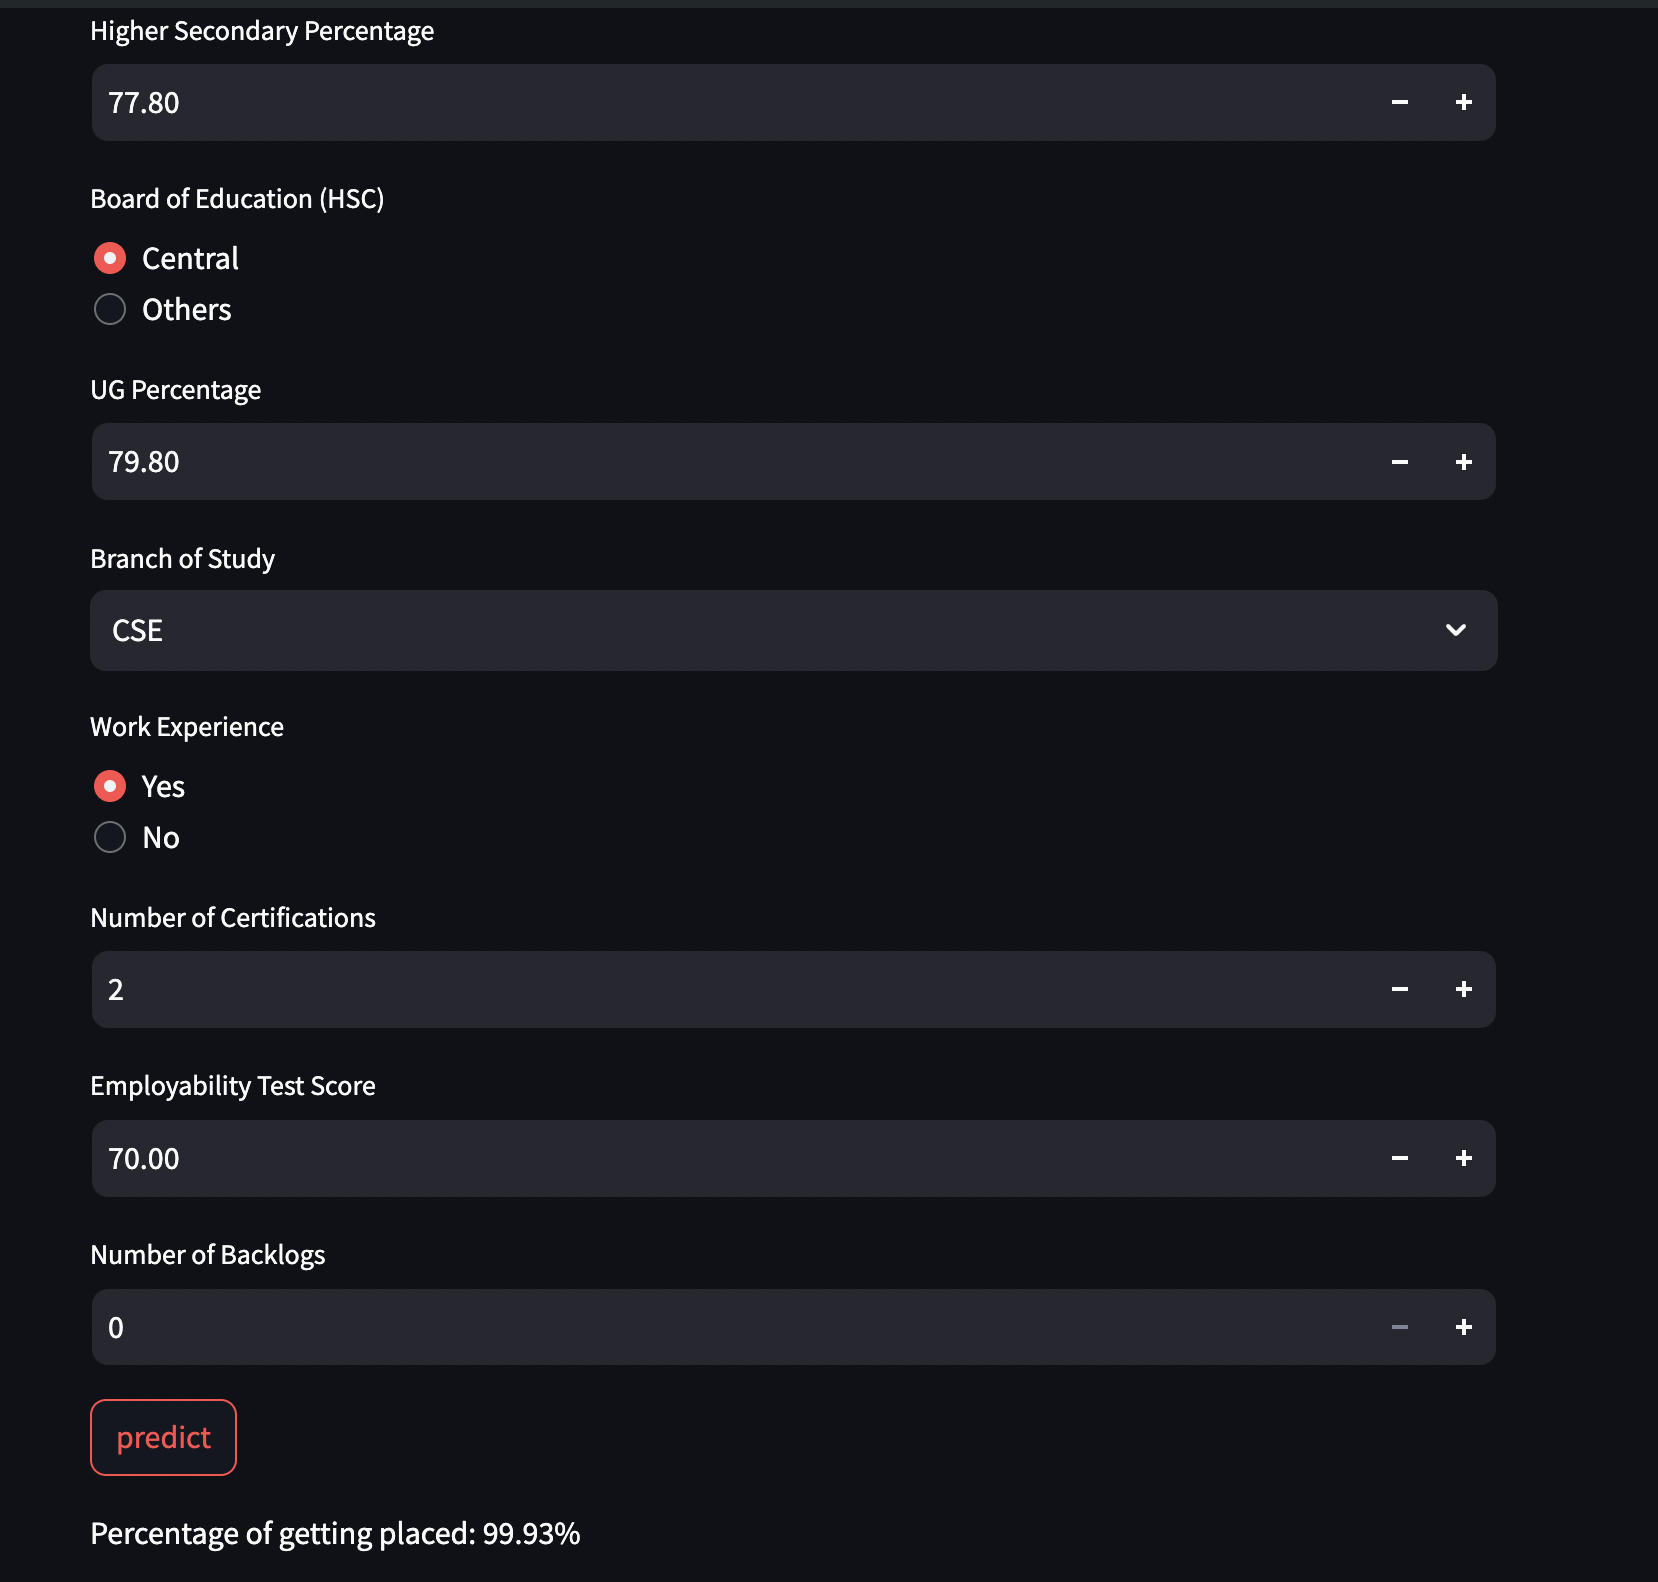 Higher Secondary Percentage
77.80
Board of Education (HSC)
Central
Others
UG Percentage
79.80
Branch of Study
CSE
Work Experience
Yes
No
Number of Certifications
2
Employability Test Score
70.00
Number of Backlogs
0
predict
Percentage of getting placed: 99.93%